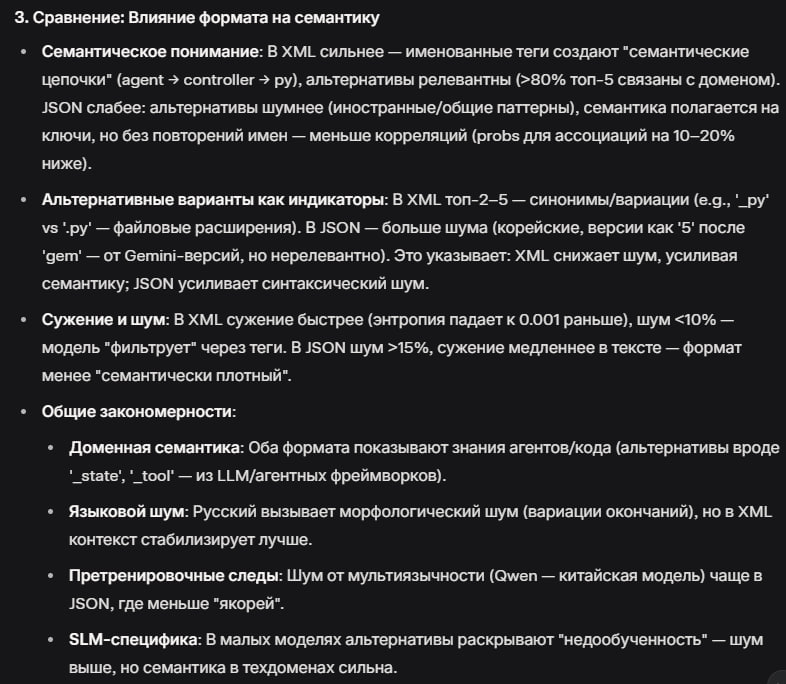 3. Сравнение: Влияние формата на семантику
• Семантическое понимание: В XML сильнее — именованные теги создают "семантические
цепочки" (agent → controller → py), альтернативы релевантны (>80% топ-5 связаны с доменом).
JSON слабее: альтернативы шумнее (иностранные/общие паттерны), семантика полагается на
ключи, но без повторений имен — меньше корреляций (probs для ассоциаций на 10–20%
ниже).
• Альтернативные варианты как индикаторы: В XML топ-2–5 — синонимы/вариации (e.g., '_py'
vs '.py' — файловые расширения). В JSON — больше шума (корейские, версии как '5' после
'gem' — от Gemini-версий, но нерелевантно). Это указывает: XML снижает шум, усиливая
семантику; JSON усиливает синтаксический шум.
• Сужение и шум: В XML сужение быстрее (энтропия падает к 0.001 раньше), шум <10% —
модель "фильтрует" через теги. В JSON шум >15%, сужение медленнее в тексте — формат
менее "семантически плотный".
• Общие закономерности:
• Доменная семантика: Оба формата показывают знания агентов/кода (альтернативы вроде
'_state', '_tool' — из LLM/агентных фреймворков).
• Языковой шум: Русский вызывает морфологический шум (вариации окончаний), но в XML
контекст стабилизирует лучше.
• Претренировочные следы: Шум от мультиязычности (Qwen — китайская модель) чаще в
JSON, где меньше "якорей".
• SLM-специфика: В малых моделях альтернативы раскрывают "недообученность" — шум
выше, но семантика в техдоменах сильна.